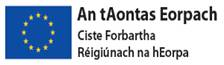 An tAontas Eorpach
Ciste Forbartha
Réigiúnach na hEorpa